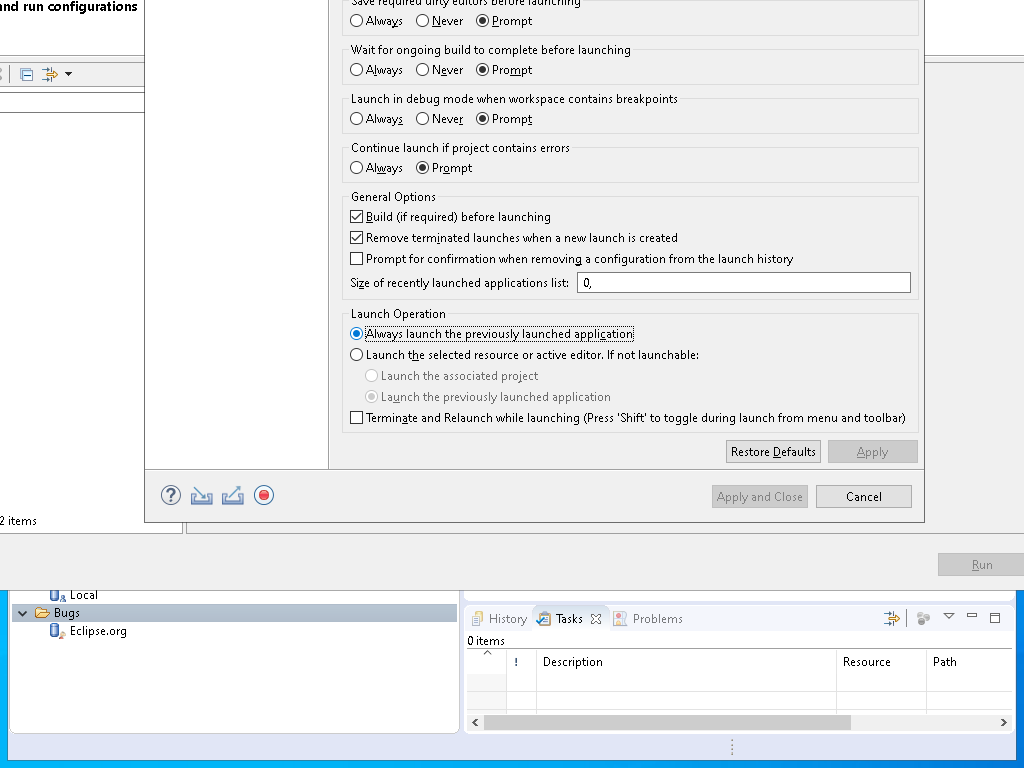 and run configurations
Save required dirty editors before launching
Always Never Prompt
Wait for ongoing build to complete before launching
Always Never Prompt
Launch in debug mode when workspace contains breakpoints
Always Never Prompt
Continue launch if project contains errors
Always Prompt
General Options
Build (if required) before launching
Remove terminated launches when a new launch is created
Prompt for confirmation when removing a configuration from the launch history
Size of recently launched applications list: 0,
Launch Operation
Always launch the previously launched application
Launch the selected resource or active editor. If not launchable:
Launch the associated project
Launch the previously launched application
Terminate and Relaunch while launching (Press 'Shift' to toggle during launch from menu and toolbar)
Restore Defaults Apply
Apply and Close Cancel
2 items
Run
Local
Bugs
Eclipse.org
History Tasks Problems
0 items
! Description Resource Path